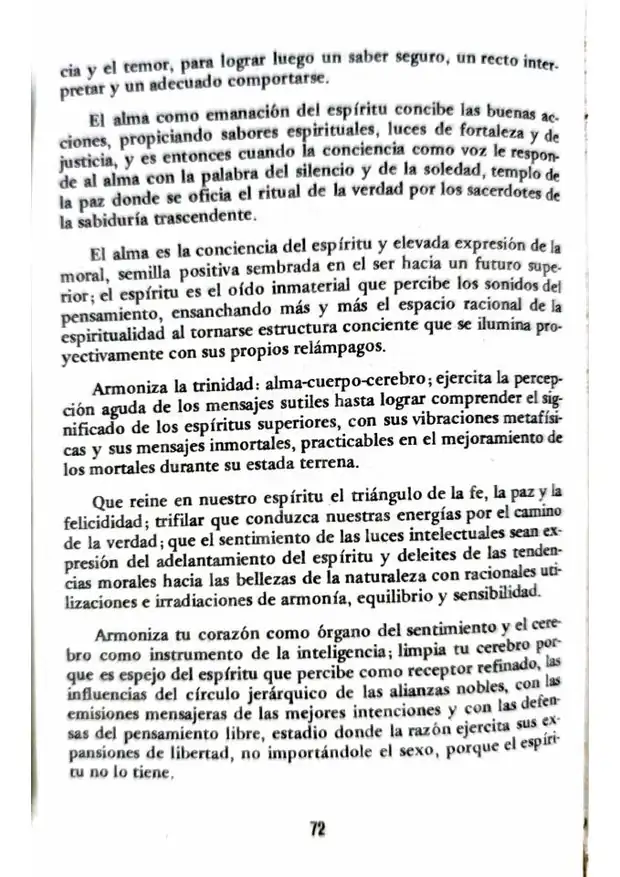 cia y el temor, para lograr luego un saber seguro, un recto inter-
pretar y un adecuado comportarse.
El alma como emanación del espíritu concibe las buenas ac-
ciones, propiciando sabores espirituales, luces de fortaleza y de
justicia, y es entonces cuando la conciencia como voz le respon-
de al alma con la palabra del silencio y de la soledad, templo de
la paz donde se oficia el ritual de la verdad por los sacerdotes de
la sabiduría trascendente.
El alma es la conciencia del espíritu y elevada expresión de la
moral, semilla positiva sembrada en el ser hacia un futuro supe-
rior; el espíritu es el oído inmaterial que percibe los sonidos del
pensamiento, ensanchando más y más el espacio racional de la
espiritualidad al tornarse estructura conciente que se ilumina pro-
yectivamente con sus propios relámpagos.
Armoniza la trinidad: alma-cuerpo-cerebro; ejercita la percep-
ción aguda de los mensajes sutiles hasta lograr comprender el sig-
nificado de los espíritus superiores, con sus vibraciones metafísi-
cas y sus mensajes inmortales, practicables en el mejoramiento de
los mortales durante su estada terrena.
Que reine en nuestro espíritu el triángulo de la fe, la paz y la
felicididad; trifilar que conduzca nuestras energías por el camino
de la verdad; que el sentimiento de las luces intelectuales sean ex-
presión del adelantamiento del espíritu y deleites de las tenden-
cias morales hacia las bellezas de la naturaleza con racionales uti-
lizaciones e irradiaciones de armonía, equilibrio y sensibilidad.
Armoniza tu corazón como órgano del sentimiento y el cere-
bro como instrumento de la inteligencia; limpia tu cerebro por-
que es espejo del espíritu que percibe como receptor refinado, las
influencias del círculo jerárquico de las alianzas nobles, con las
emisiones mensajeras de las mejores intenciones y con las defen-
sas del pensamiento libre, estadio donde la razón ejercita sus ex-
pansiones de libertad, no importándole el sexo, porque el espíri-
tu no lo tiene.
72